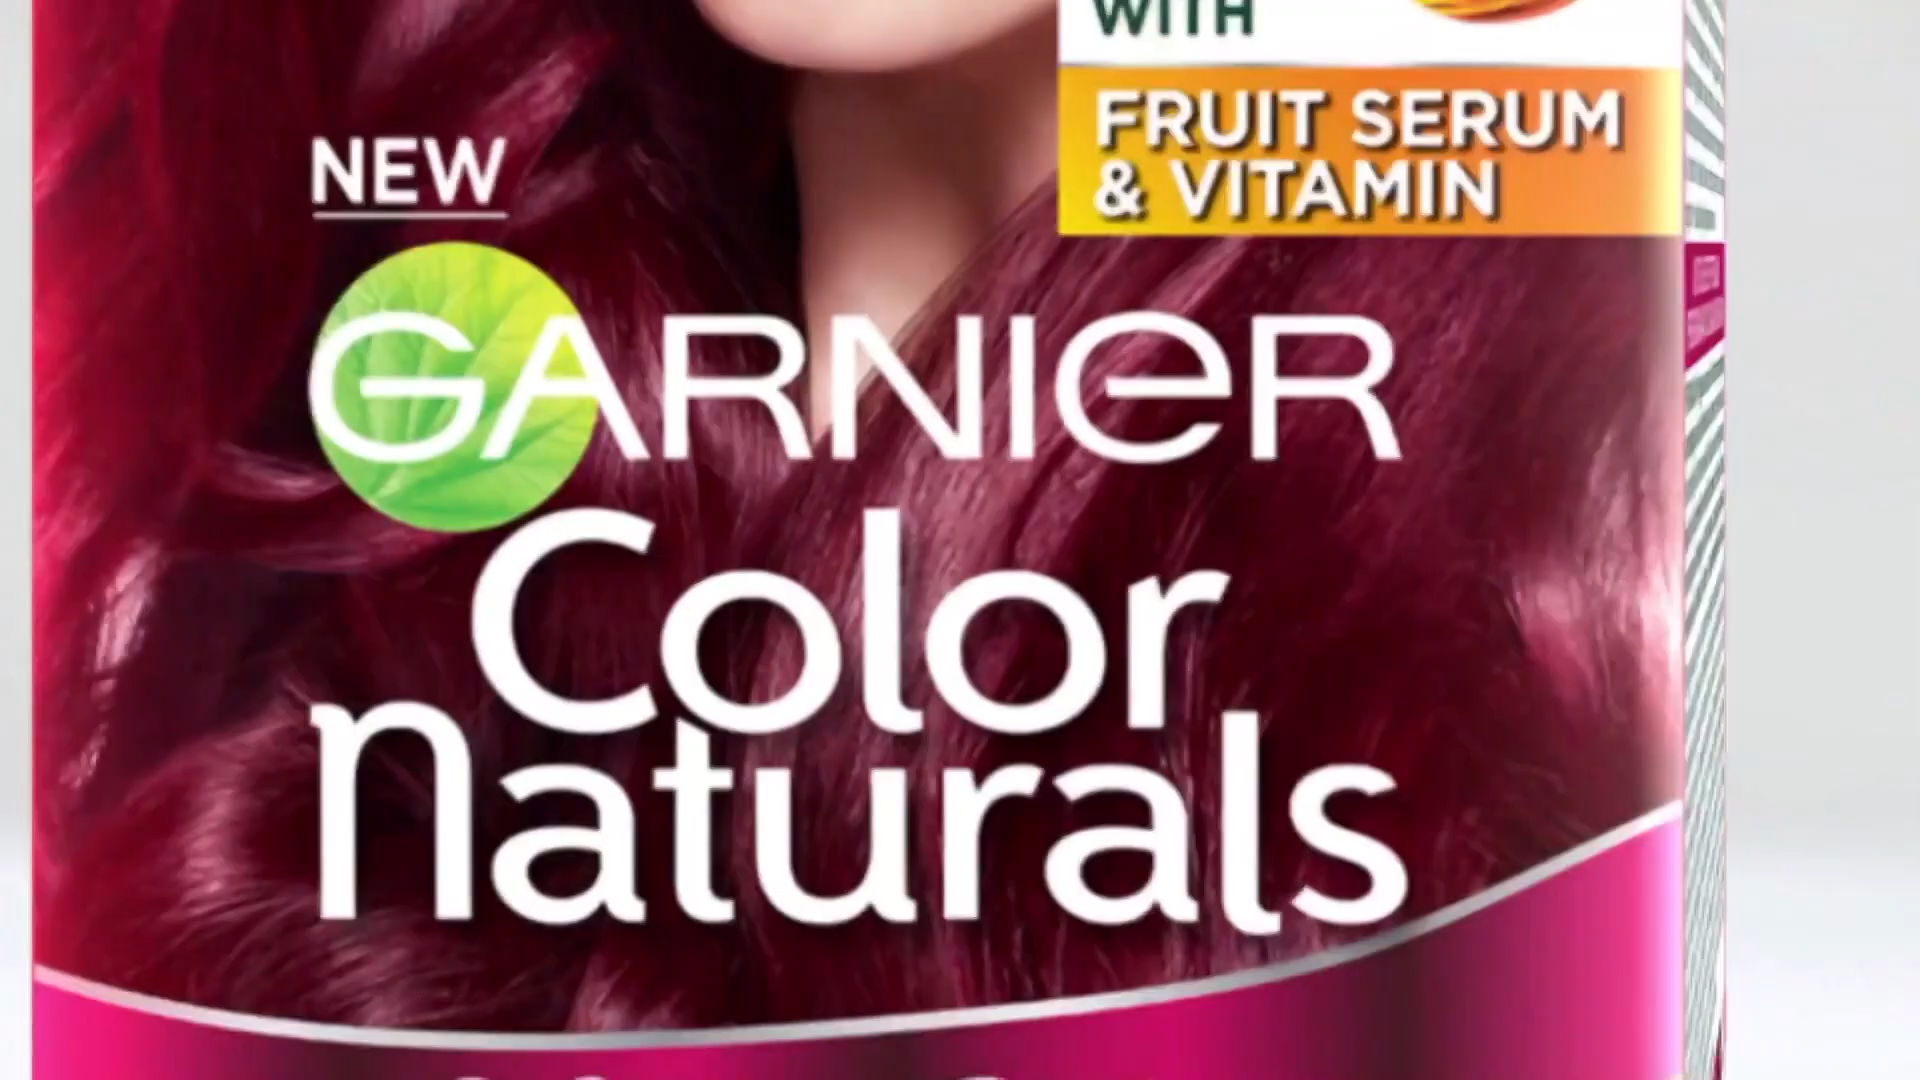 WITH
FRUIT SERUM
& VITAMIN
NEW
GARNIER
Color
naturals